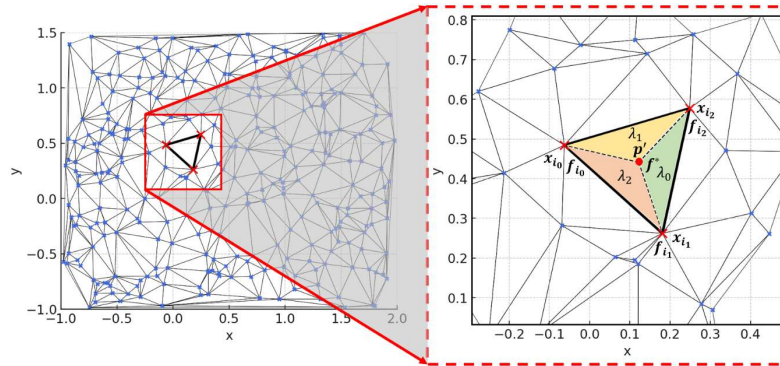 1.5
1.0
0.5
0.0
−0.5
−1.0
−1.0 −0.5 0.0 0.5 1.0 1.5 2.0
x
y
0.8
0.7
0.6
0.5
0.4
0.3
0.2
0.1
−0.2 −0.1 0.0 0.1 0.2 0.3 0.4
x
y
x_{i_2}
f_{i_2}
λ_1
p′
x_{i_0} f_{i_0}
f* λ_0
λ_2
x_{i_1}
f_{i_1}